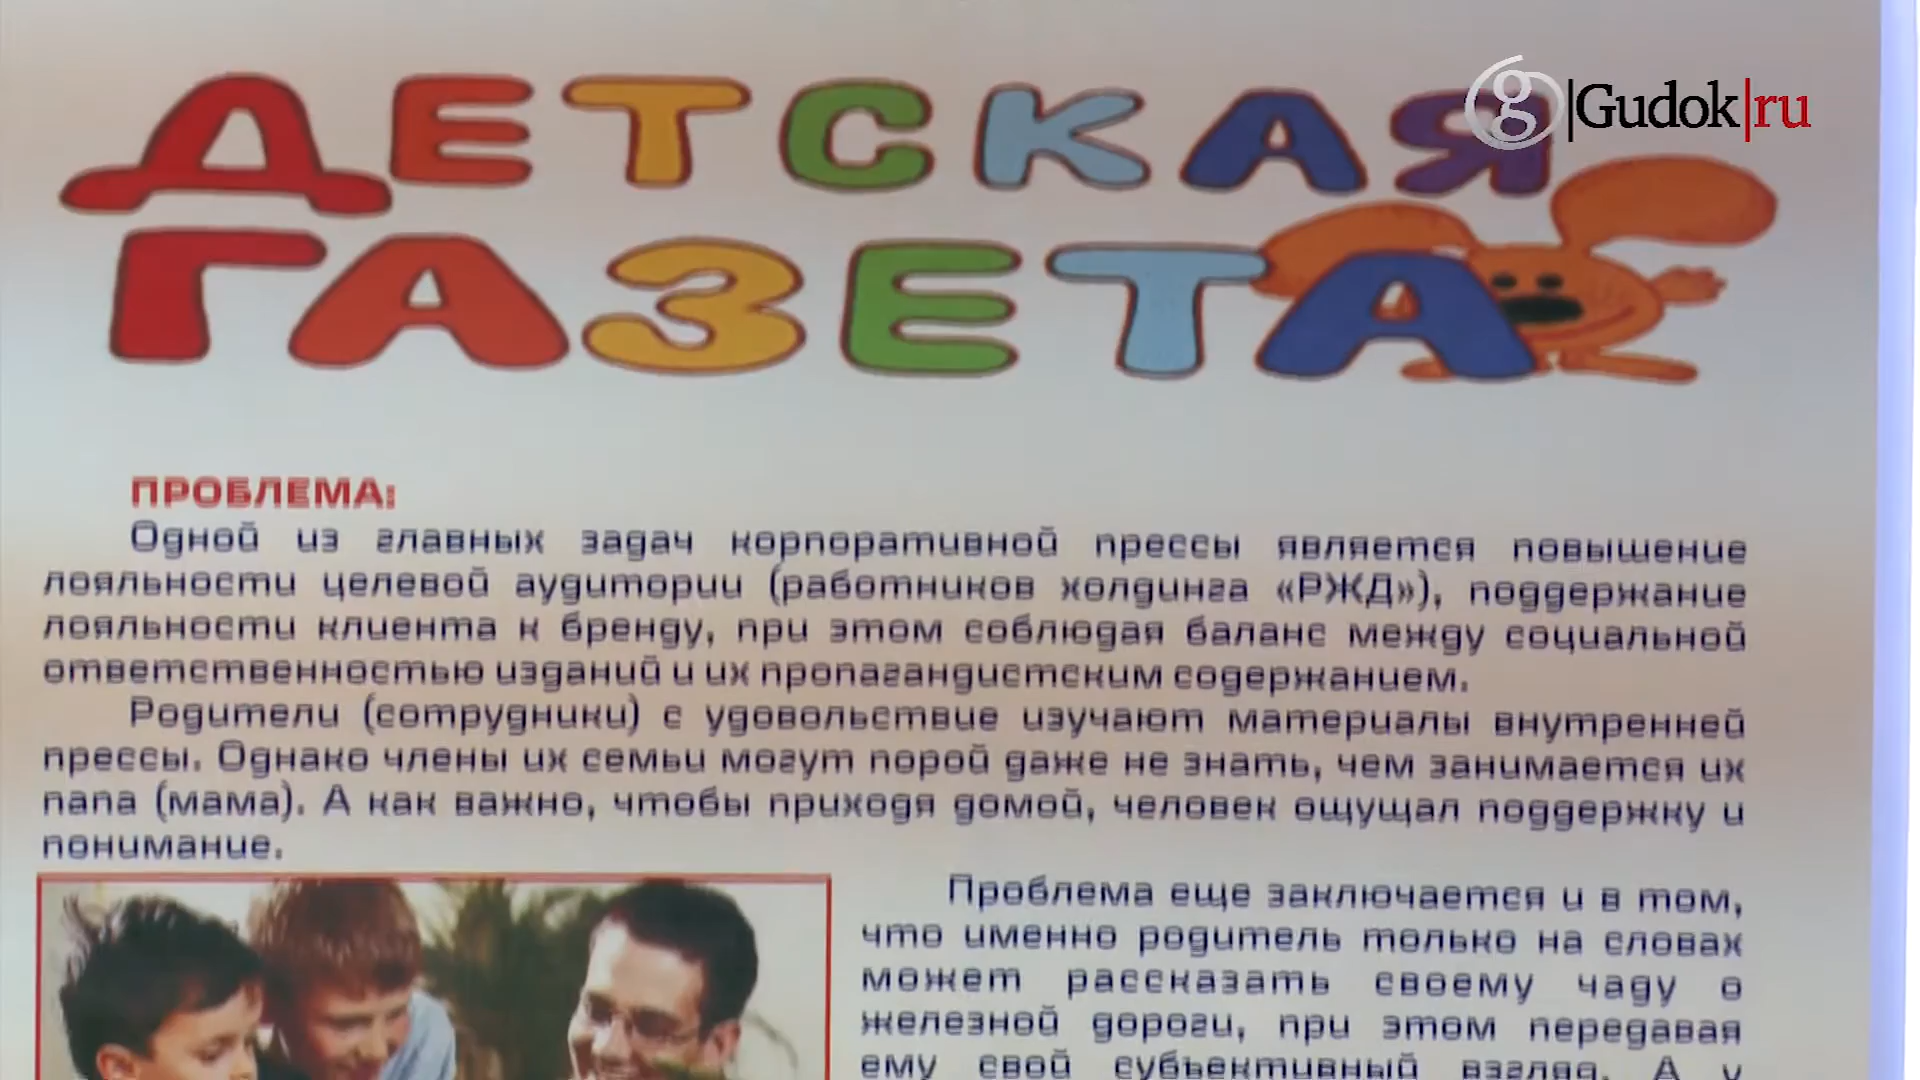 ДЕТСКАЯ
g|Gudok|ru
ГАЗЕТА
ПРОБЛЕМА:
Одной из главных задач корпоративной прессы является повышение
лояльности целевой аудитории (работников холдинга «РЖД»), поддержание
лояльности клиента к бренду, при этом соблюдая баланс между социальной
ответственностью изданий и их пропагандистским содержанием.
Родители (сотрудники) с удовольствие изучают материалы внутренней
прессы. Однако члены их семьи могут порой даже не знать, чем занимается их
папа (мама). А как важно, чтобы приходя домой, человек ощущал поддержку и
понимание.
Проблема еще заключается и в том,
что именно родитель только на словах
может рассказать своему чаду о
железной дороги, при этом передавая
ему свой субъективный взгляд. А у